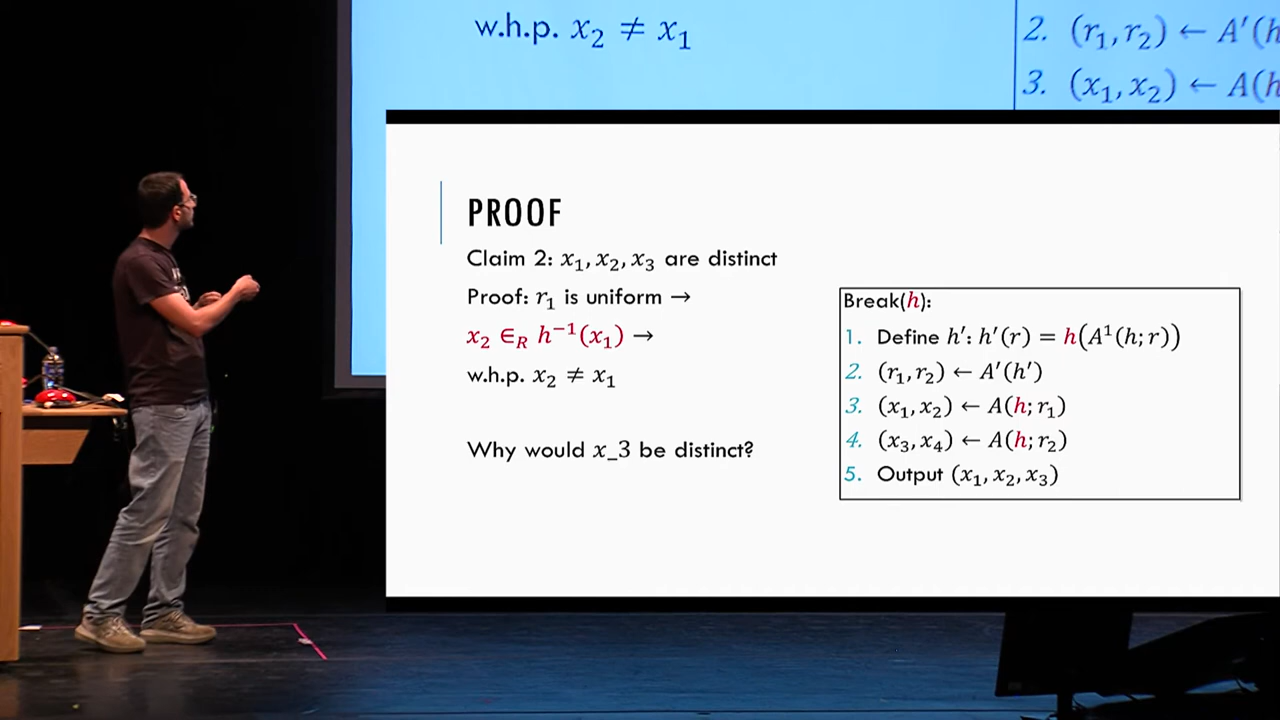 w.h.p. x₂ ≠ x₁
2. (r₁, r₂) ← A′(h
3. (x₁, x₂) ← A(h
PROOF
Claim 2: x₁, x₂, x₃ are distinct
Proof: r₁ is uniform →
x₂ ∈_R h⁻¹(x₁) →
w.h.p. x₂ ≠ x₁
Why would x_3 be distinct?
Break(h):
1. Define h′: h′(r) = h(A¹(h; r))
2. (r₁, r₂) ← A′(h′)
3. (x₁, x₂) ← A(h; r₁)
4. (x₃, x₄) ← A(h; r₂)
5. Output (x₁, x₂, x₃)